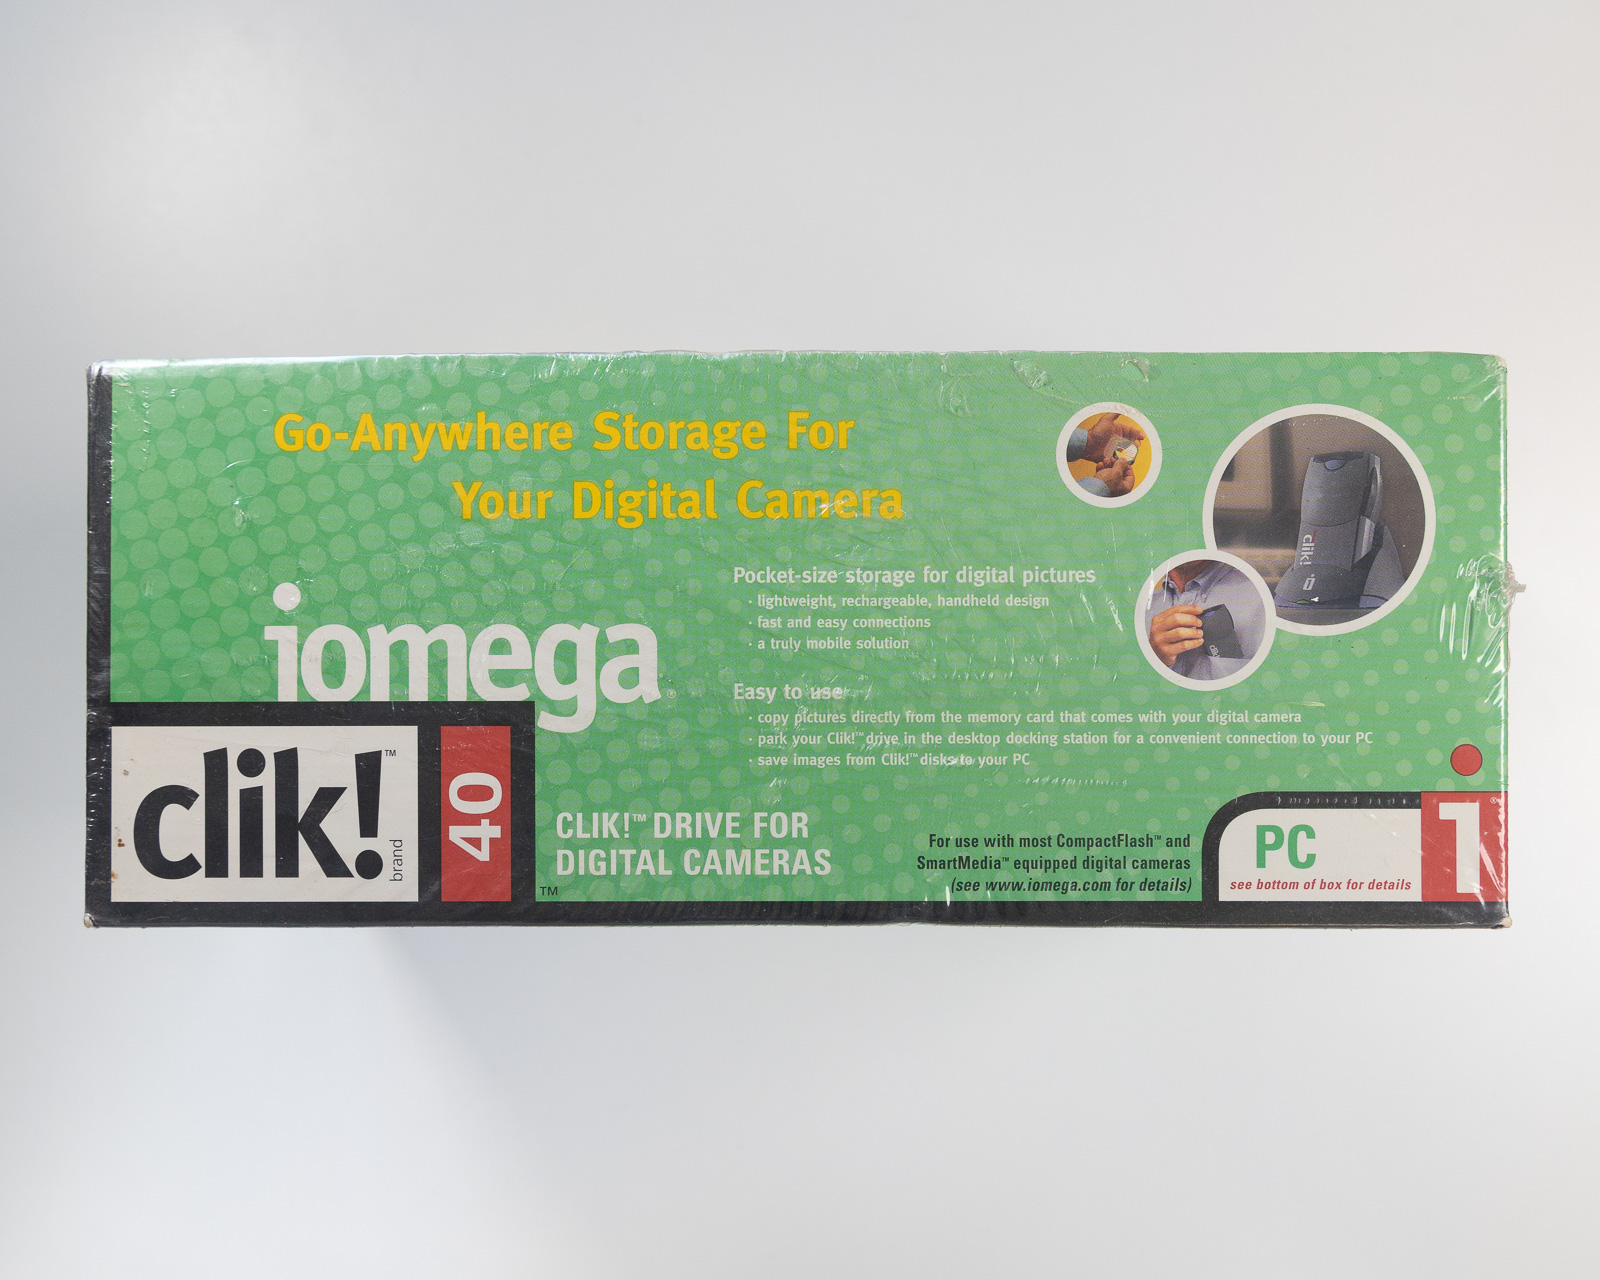 Go-Anywhere Storage For
Your Digital Camera
Pocket-size storage for digital pictures
· lightweight, rechargeable, handheld design
· fast and easy connections
· a truly mobile solution
iomega®
Easy to use
· copy pictures directly from the memory card that comes with your digital camera
· park your Clik!™ drive in the desktop docking station for a convenient connection to your PC
· save images from Clik!™ disks to your PC
clik!
clik!
clik!™
brand
40
™
CLIK!™ DRIVE FOR
DIGITAL CAMERAS
For use with most CompactFlash™ and
SmartMedia™ equipped digital cameras
(see www.iomega.com for details)
PC
see bottom of box for details
i®